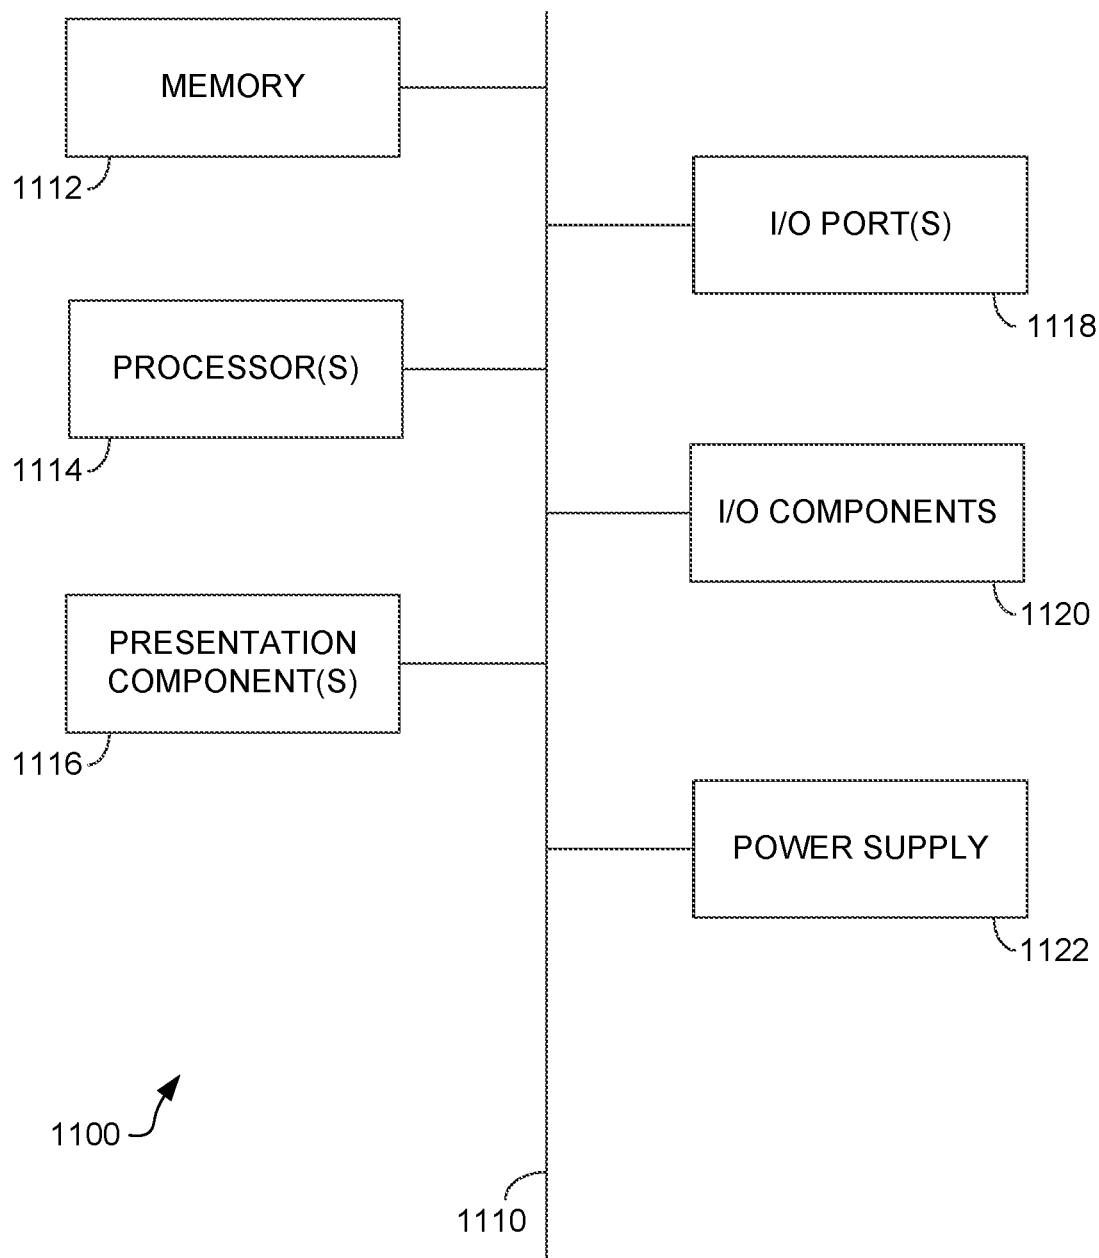 MEMORY
1112
I/O PORT(S)
1118
PROCESSOR(S)
1114
I/O COMPONENTS
1120
PRESENTATION
COMPONENT(S)
1116
POWER SUPPLY
1122
1100
1110